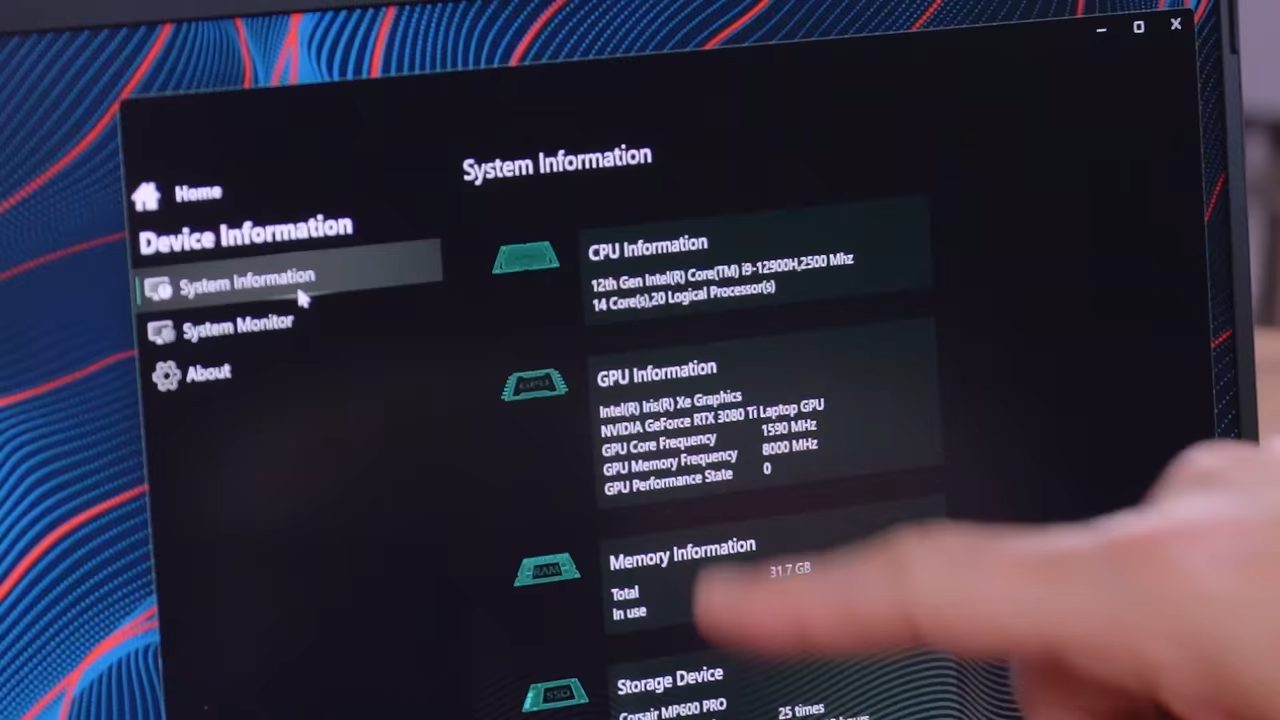 Home
Device Information
System Information
System Monitor
About
System Information
CPU Information
12th Gen Intel(R) Core(TM) i9-12900H,2500 Mhz
14 Core(s),20 Logical Processor(s)
GPU
GPU Information
Intel(R) Iris(R) Xe Graphics
NVIDIA GeForce RTX 3080 Ti Laptop GPU
GPU Core Frequency 1590 MHz
GPU Memory Frequency 8000 MHz
GPU Performance State 0
RAM
Memory Information
Total 31.7 GB
In use
SSD
Storage Device
Corsair MP600 PRO 25 times